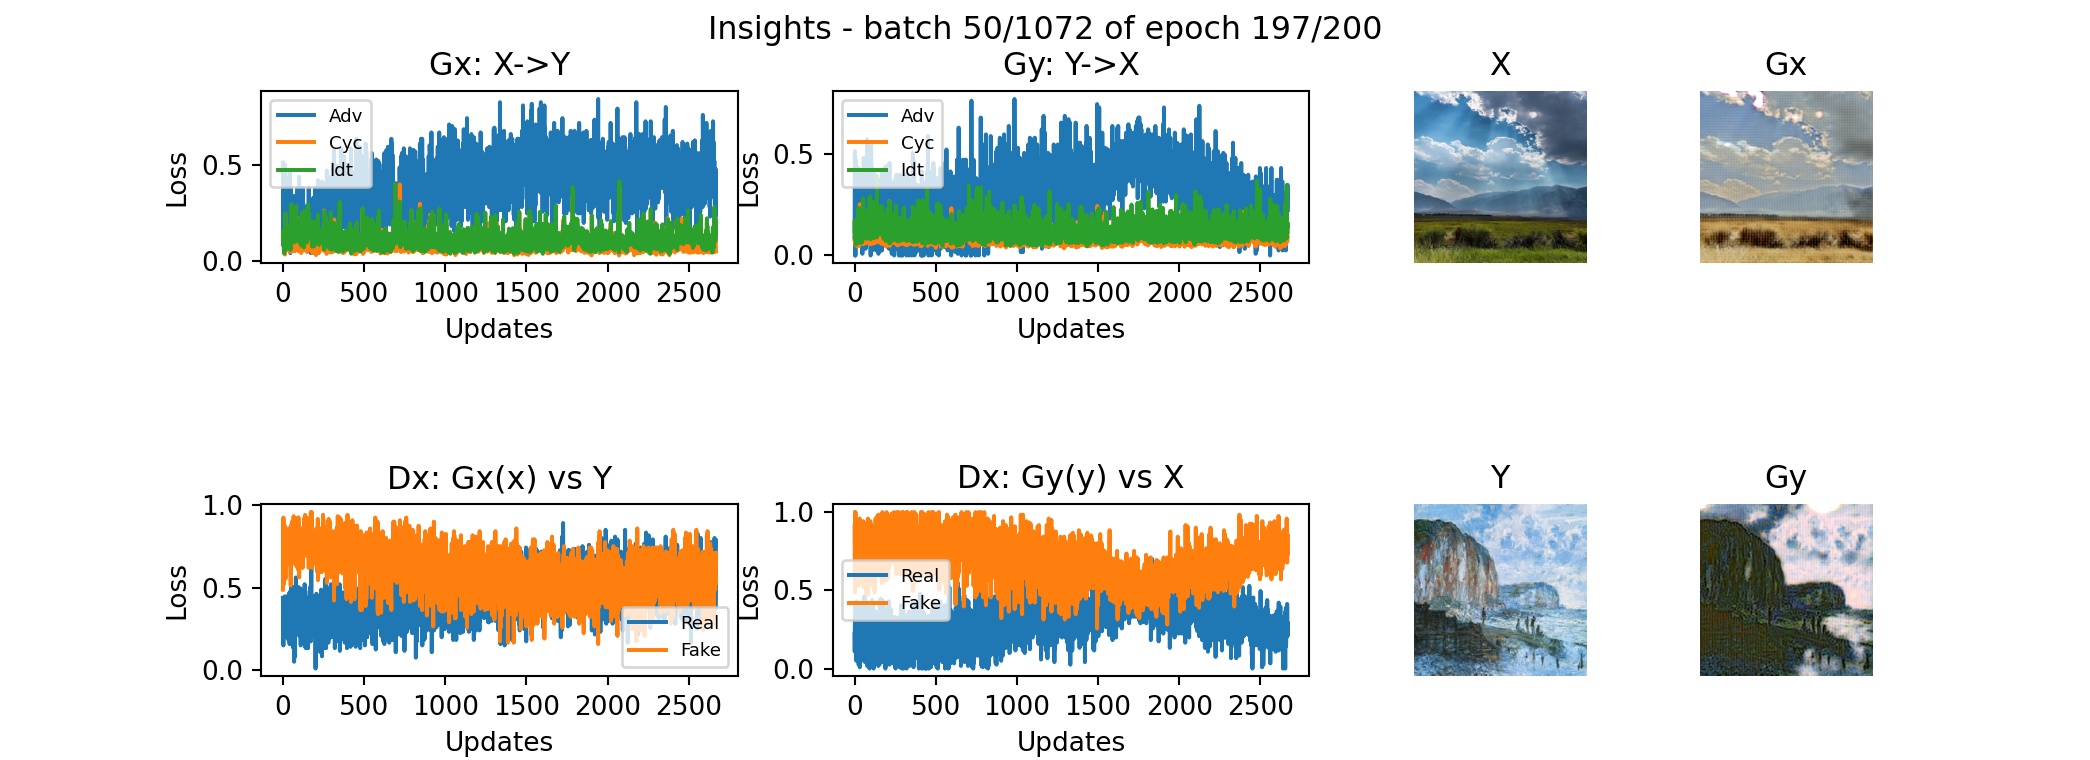 Insights - batch 50/1072 of epoch 197/200
Gx: X->Y
Gy: Y->X
X
Gx
Adv
Cyc
Idt
Adv
Cyc
Idt
Loss
0.5
0.0
Loss
0.5
0.0
0 500 1000 1500 2000 2500
0 500 1000 1500 2000 2500
Updates
Updates
Dx: Gx(x) vs Y
Dx: Gy(y) vs X
Y
Gy
Loss
1.0
0.5
0.0
Real
Fake
Loss
1.0
0.5
0.0
Real
Fake
0 500 1000 1500 2000 2500
0 500 1000 1500 2000 2500
Updates
Updates